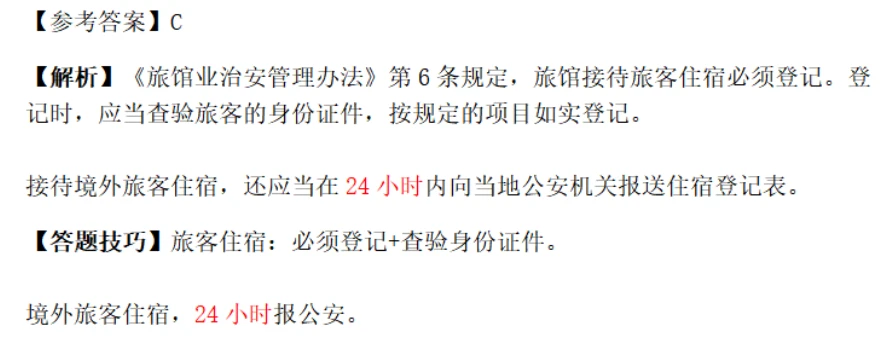 【参考答案】C
【解析】《旅馆业治安管理办法》第 6 条规定，旅馆接待旅客住宿必须登记。登
记时，应当查验旅客的身份证件，按规定的项目如实登记。
接待境外旅客住宿，还应当在 24 小时内向当地公安机关报送住宿登记表。
【答题技巧】旅客住宿：必须登记+查验身份证件。
境外旅客住宿，24 小时报公安。